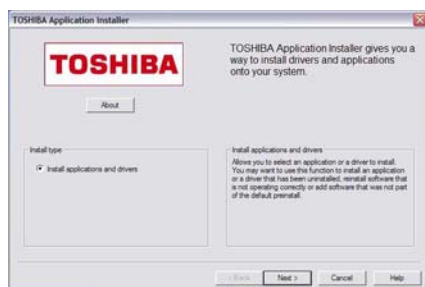 TOSHIBA Application Installer
TOSHIBA
TOSHIBA Application Installer gives you a
way to install drivers and applications
onto your system.
About
Install type
Install applications and drivers
Install applications and drivers
Allows you to select an application or a driver to install.
You may want to use this function to install an application
or a driver that has been uninstalled, reinstall software that
is not operating correctly or add software that was not part
of the default preinstall.
< Back
Next >
Cancel
Help